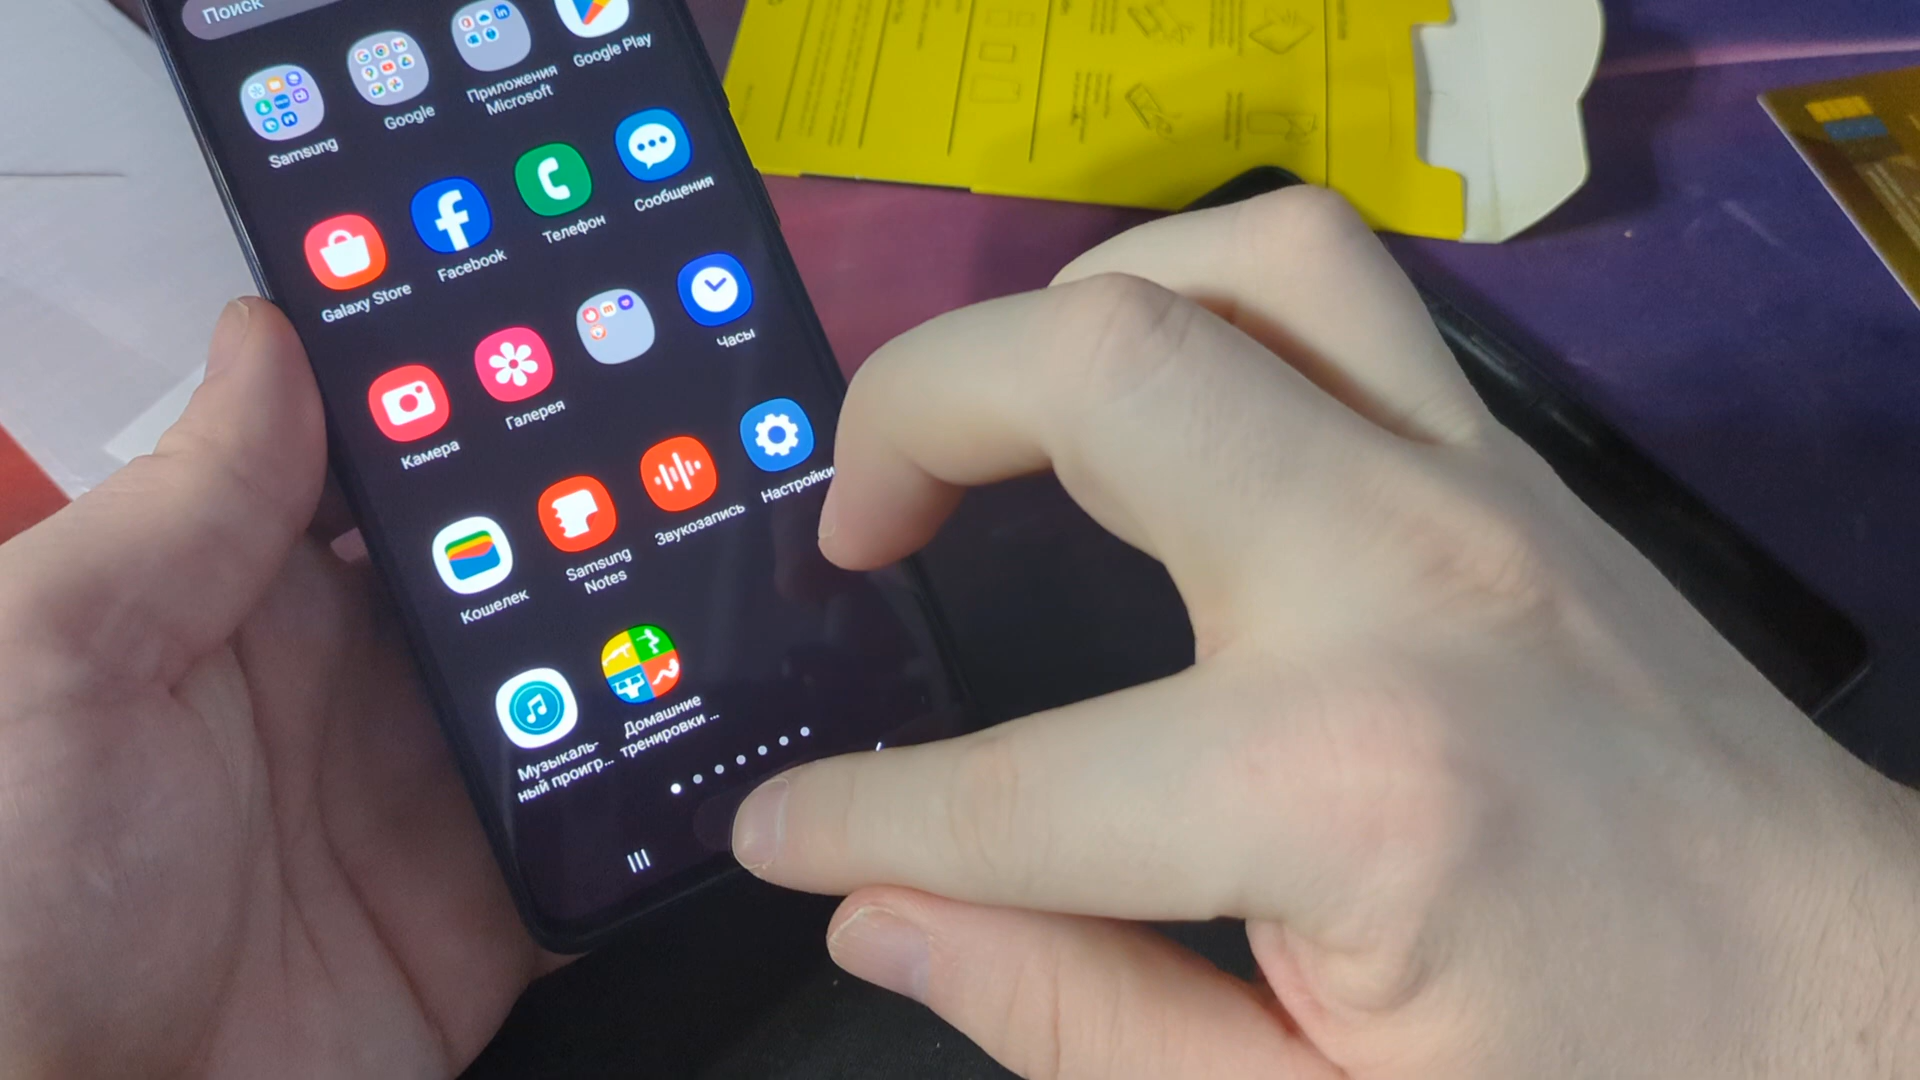 Поиск
Samsung
Google
Приложения
Microsoft
Google Play
Galaxy Store
Facebook
Телефон
Сообщения
Камера
Галерея
Часы
Кошелек
Samsung
Notes
Звукозапись
Настройки
Музыкаль-
ный проигр...
Домашние
тренировки ...